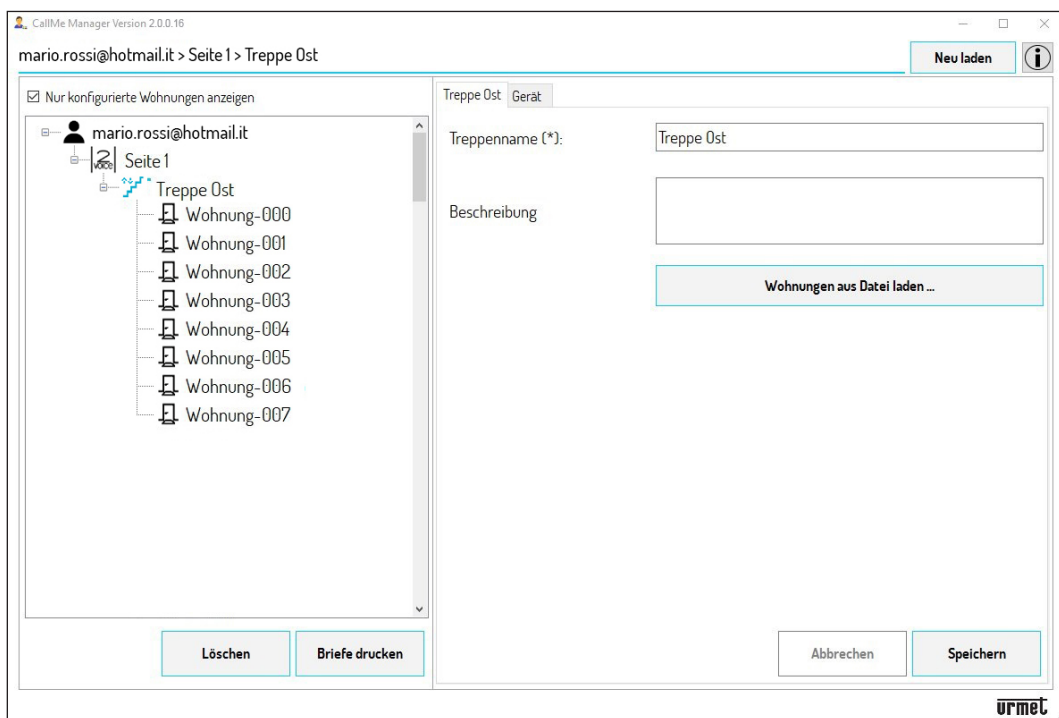 CallMe Manager Version 2.0.0.16
mario.rossi@hotmail.it > Seite 1 > Treppe Ost
Neu laden
i
Nur konfigurierte Wohnungen anzeigen
mario.rossi@hotmail.it
2 VOICE
Seite 1
Treppe Ost
Wohnung-000
Wohnung-001
Wohnung-002
Wohnung-003
Wohnung-004
Wohnung-005
Wohnung-006
Wohnung-007
Löschen
Briefe drucken
Treppe Ost
Gerät
Treppenname (*):
Treppe Ost
Beschreibung
Wohnungen aus Datei laden ...
Abbrechen
Speichern
urmet